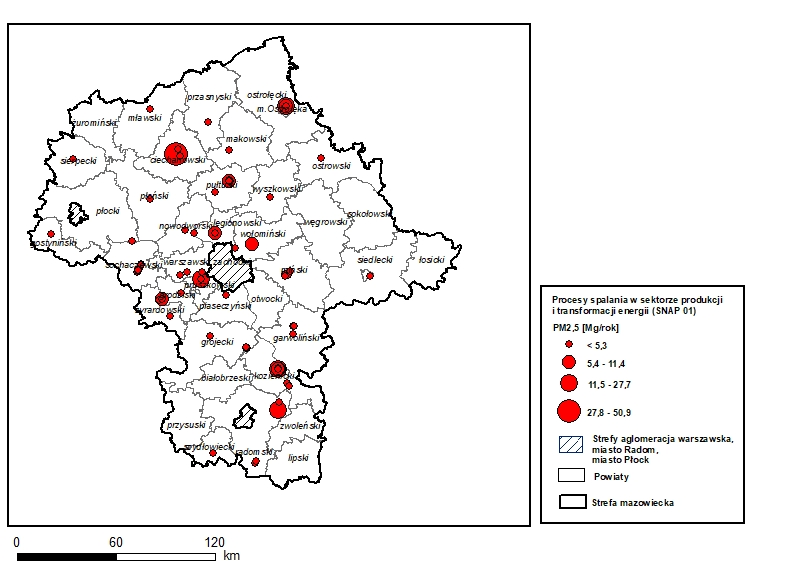 przasnyski
ostrołęcki
m.Ostrołęka
żuromiński
mławski
makowski
sierpecki
ciechanowski
ostrowski
pułtuski
wyszkowski
płoński
płocki
sokołowski
węgrowski
nowodworski
legionowski
wołomiński
gostyniński
siedlecki
łosicki
sochaczewski
warszawski zachodni
miński
pruszkowski
otwocki
grodziski
piaseczyński
żyrardowski
grójecki
garwoliński
białobrzeski
kozienicki
przysuski
zwoleński
szydłowiecki
radomski
lipski
Procesy spalania w sektorze produkcji
i transformacji energii (SNAP 01)
PM2,5 [Mg/rok]
< 5,3
5,4 - 11,4
11,5 - 27,7
27,8 - 50,9
Strefy aglomeracja warszawska,
miasto Radom,
miasto Płock
Powiaty
Strefa mazowiecka
0 60 120
km